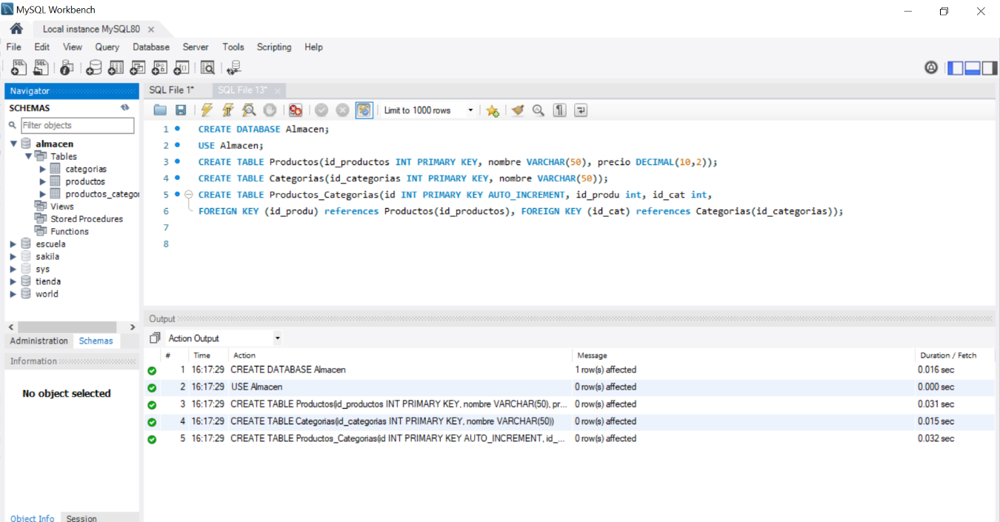 MySQL Workbench
Local instance MySQL80
File Edit View Query Database Server Tools Scripting Help
Navigator
SCHEMAS
Filter objects
almacen
Tables
categorias
productos
productos_categor
Views
Stored Procedures
Functions
escuela
sakila
sys
tienda
world
Administration Schemas
Information
No object selected
Object Info Session
SQL File 1* SQL File 13*
Limit to 1000 rows
1 CREATE DATABASE Almacen;
2 USE Almacen;
3 CREATE TABLE Productos(id_productos INT PRIMARY KEY, nombre VARCHAR(50), precio DECIMAL(10,2));
4 CREATE TABLE Categorias(id_categorias INT PRIMARY KEY, nombre VARCHAR(50));
5 CREATE TABLE Productos_Categorias(id INT PRIMARY KEY AUTO_INCREMENT, id_produ int, id_cat int,
6 FOREIGN KEY (id_produ) references Productos(id_productos), FOREIGN KEY (id_cat) references Categorias(id_categorias));
7
8
Output
Action Output
# Time Action Message Duration / Fetch
1 16:17:29 CREATE DATABASE Almacen 1 row(s) affected 0.016 sec
2 16:17:29 USE Almacen 0 row(s) affected 0.000 sec
3 16:17:29 CREATE TABLE Productos(id_productos INT PRIMARY KEY, nombre VARCHAR(50), pr... 0 row(s) affected 0.031 sec
4 16:17:29 CREATE TABLE Categorias(id_categorias INT PRIMARY KEY, nombre VARCHAR(50)) 0 row(s) affected 0.015 sec
5 16:17:29 CREATE TABLE Productos_Categorias(id INT PRIMARY KEY AUTO_INCREMENT, id_... 0 row(s) affected 0.032 sec